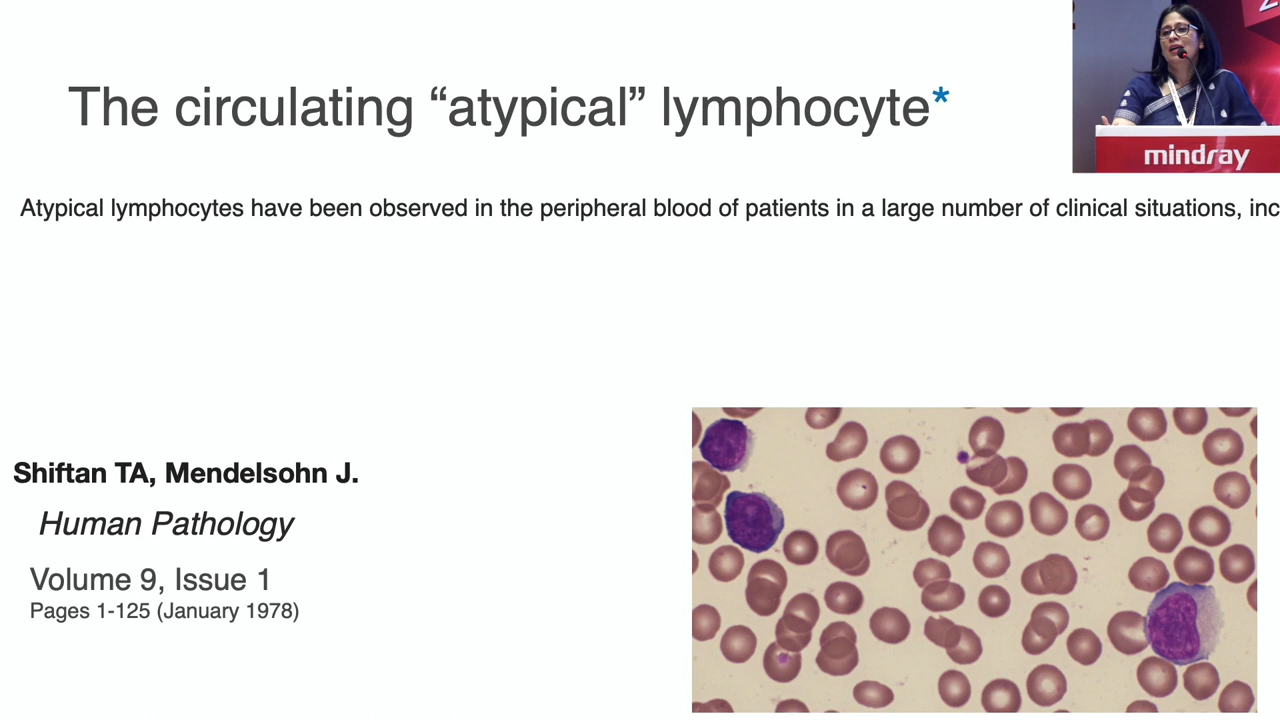 The circulating “atypical” lymphocyte*
mindray
Atypical lymphocytes have been observed in the peripheral blood of patients in a large number of clinical situations, inc
Shiftan TA, Mendelsohn J.
Human Pathology
Volume 9, Issue 1
Pages 1-125 (January 1978)